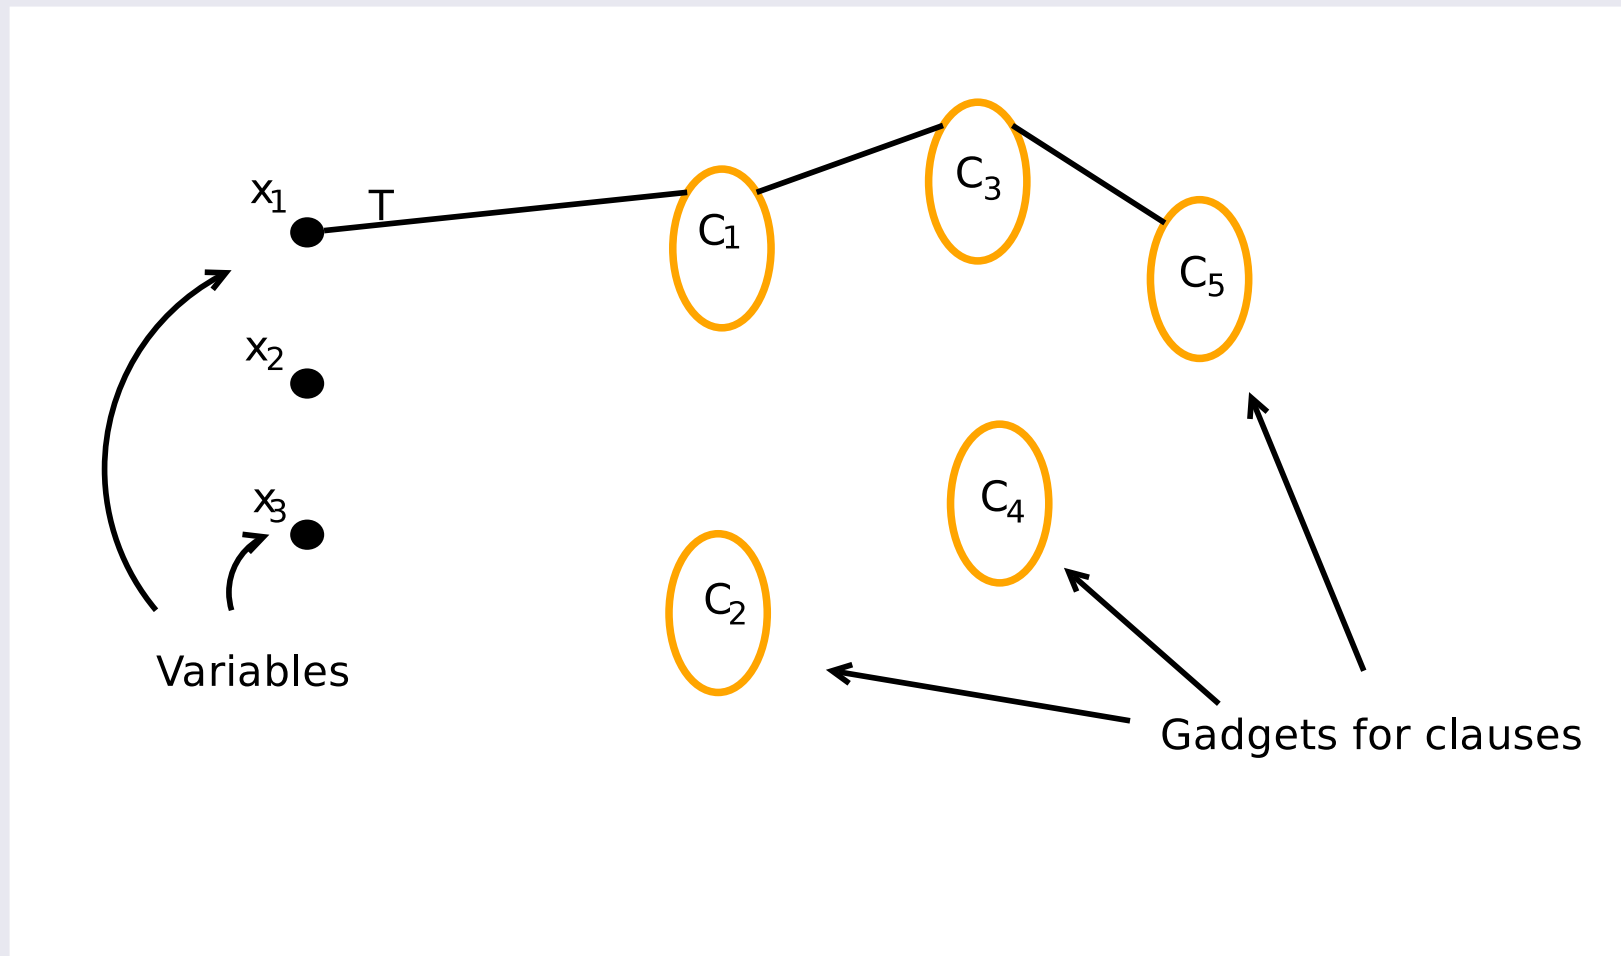 x₁
T
C₁
C₃
C₅
x₂
x₃
C₄
C₂
Variables
Gadgets for clauses